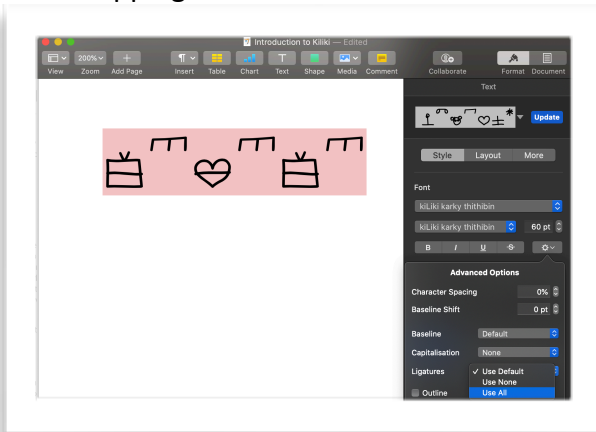 Introduction to Kiliki — Edited
200%
View Zoom Add Page Insert Table Chart Text Shape Media Comment Collaborate Format Document
Text
Update
Style Layout More
Font
kiLiki karky thithibin
kiLiki karky thithibin 60 pt
B I U S
Advanced Options
Character Spacing 0%
Baseline Shift 0 pt
Baseline Default
Capitalisation None
Ligatures ✓ Use Default
Use None
Outline Use All